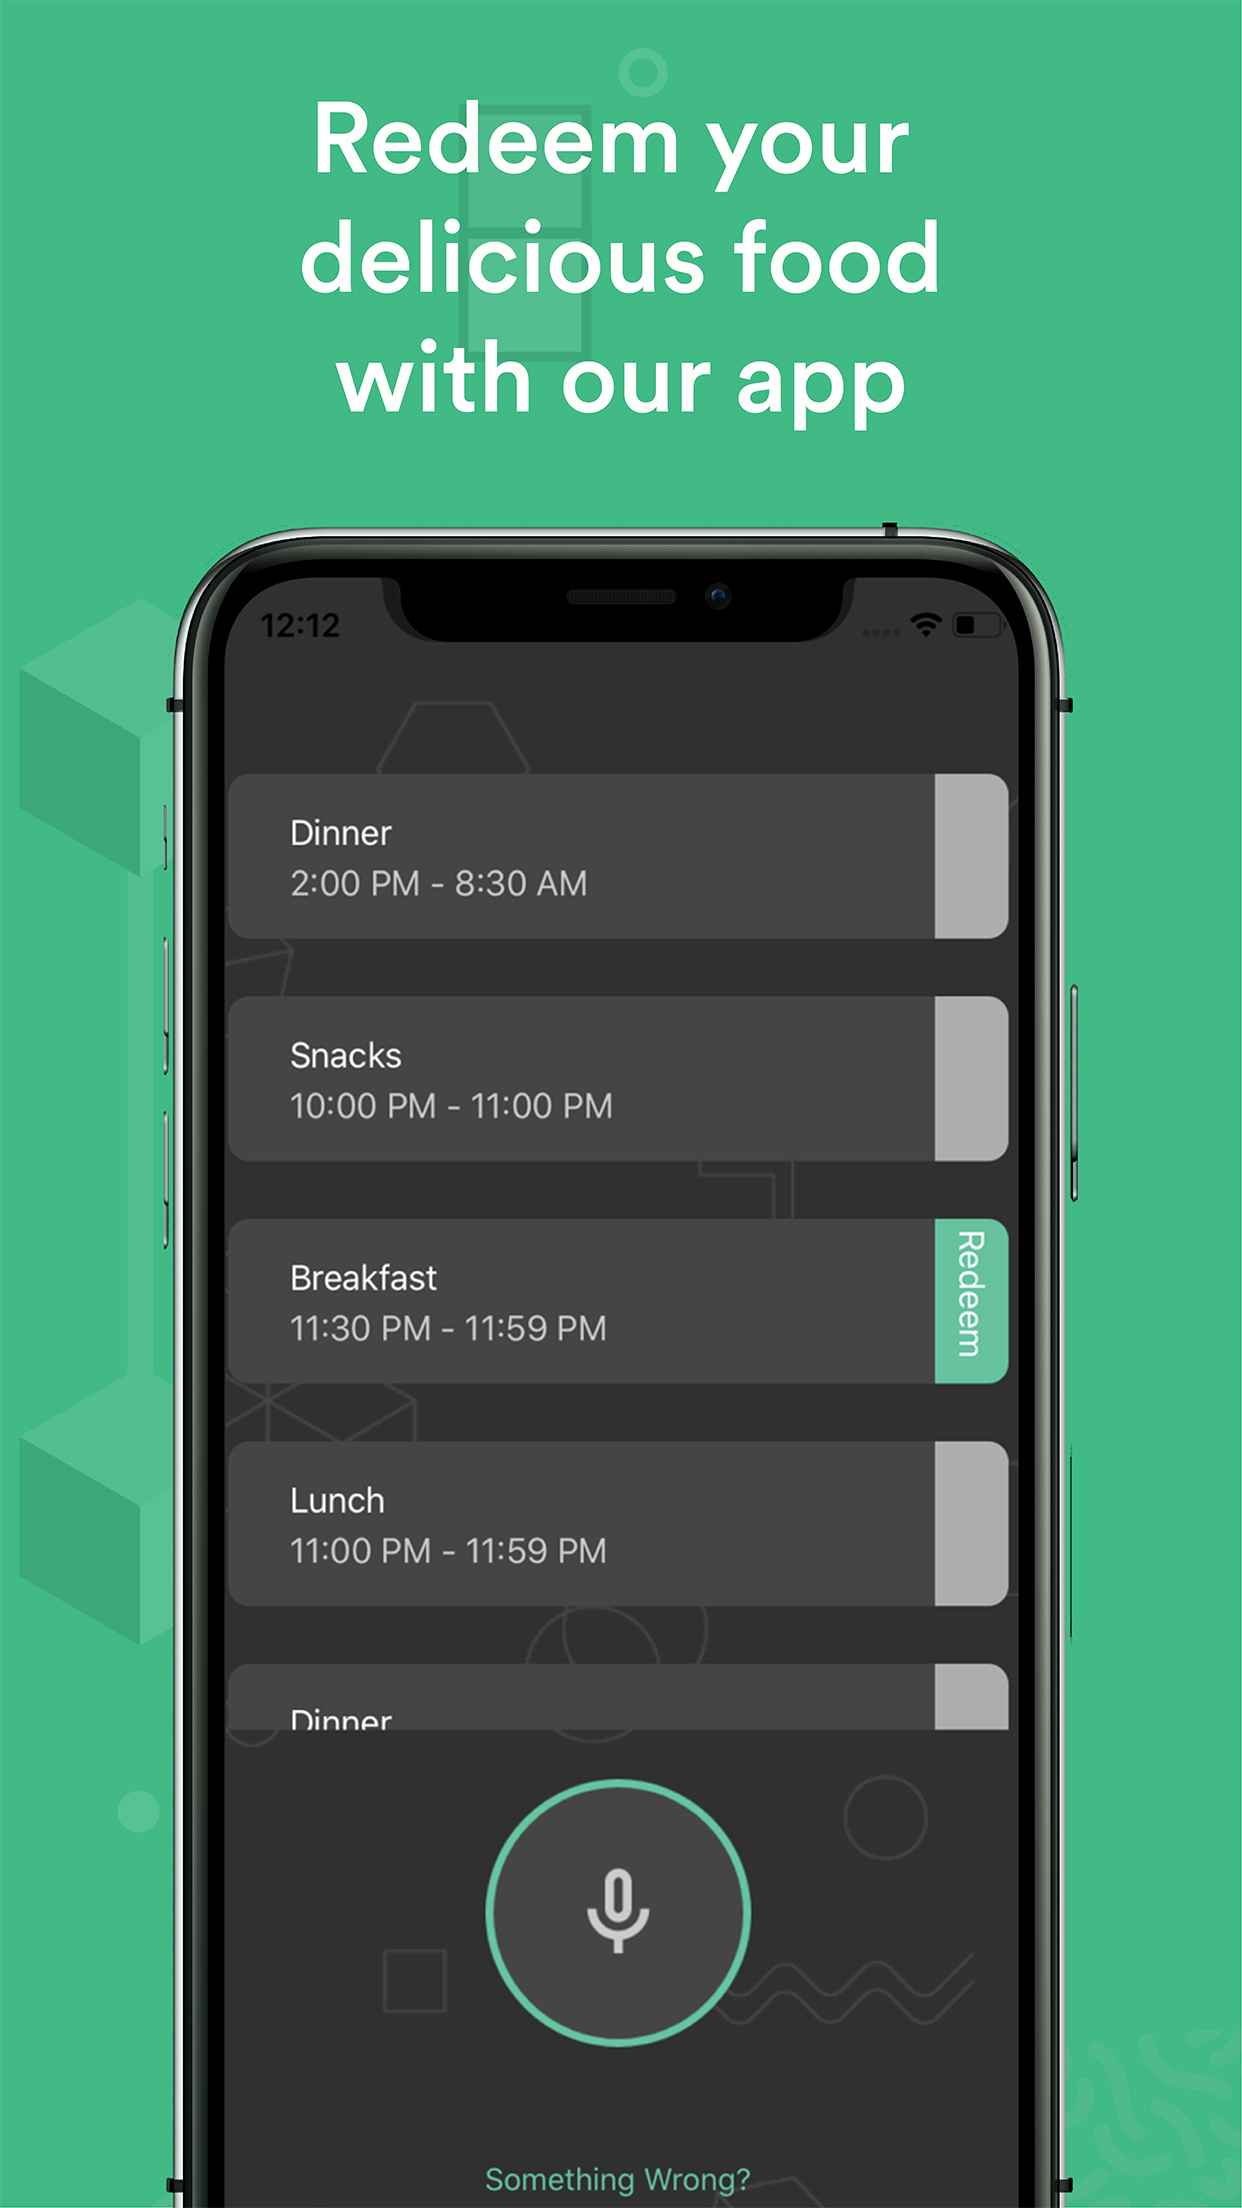 Redeem your
delicious food
with our app
12:12
Dinner
2:00 PM - 8:30 AM
Snacks
10:00 PM - 11:00 PM
Breakfast
11:30 PM - 11:59 PM
Redeem
Lunch
11:00 PM - 11:59 PM
Dinner
Something Wrong?